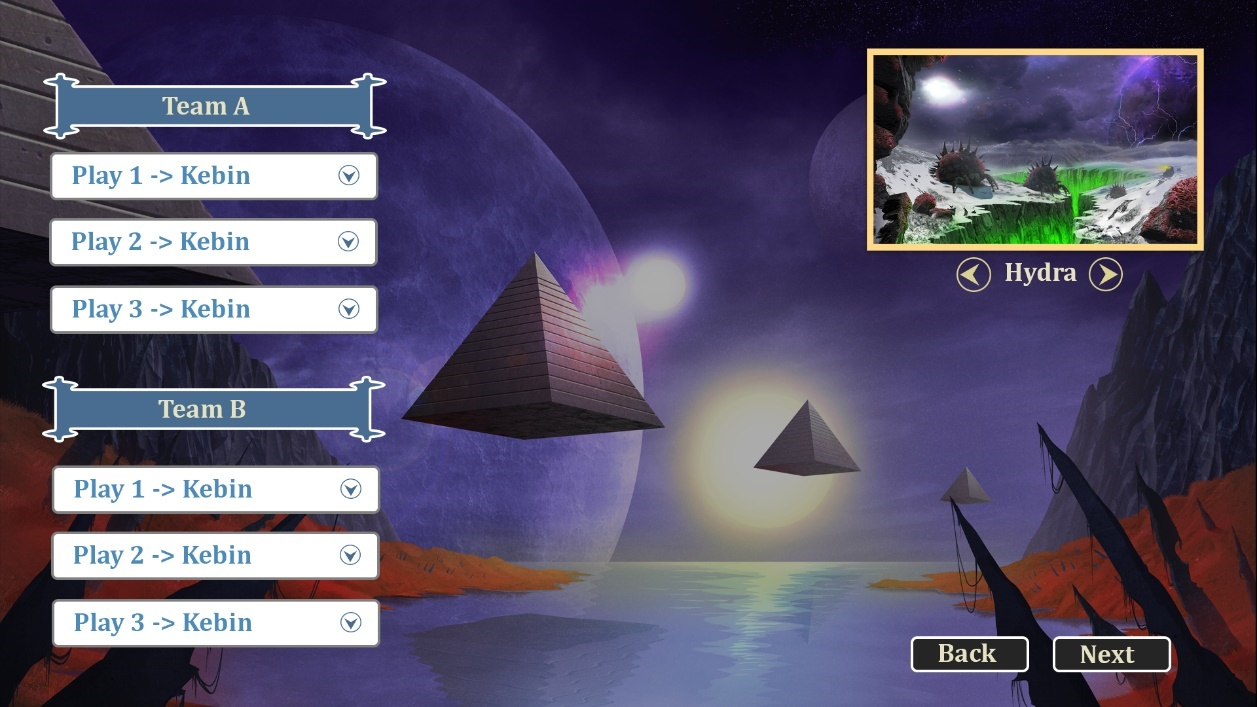 Team A
Play 1 -> Kebin
Play 2 -> Kebin
Play 3 -> Kebin
Team B
Play 1 -> Kebin
Play 2 -> Kebin
Play 3 -> Kebin
Hydra
Back
Next